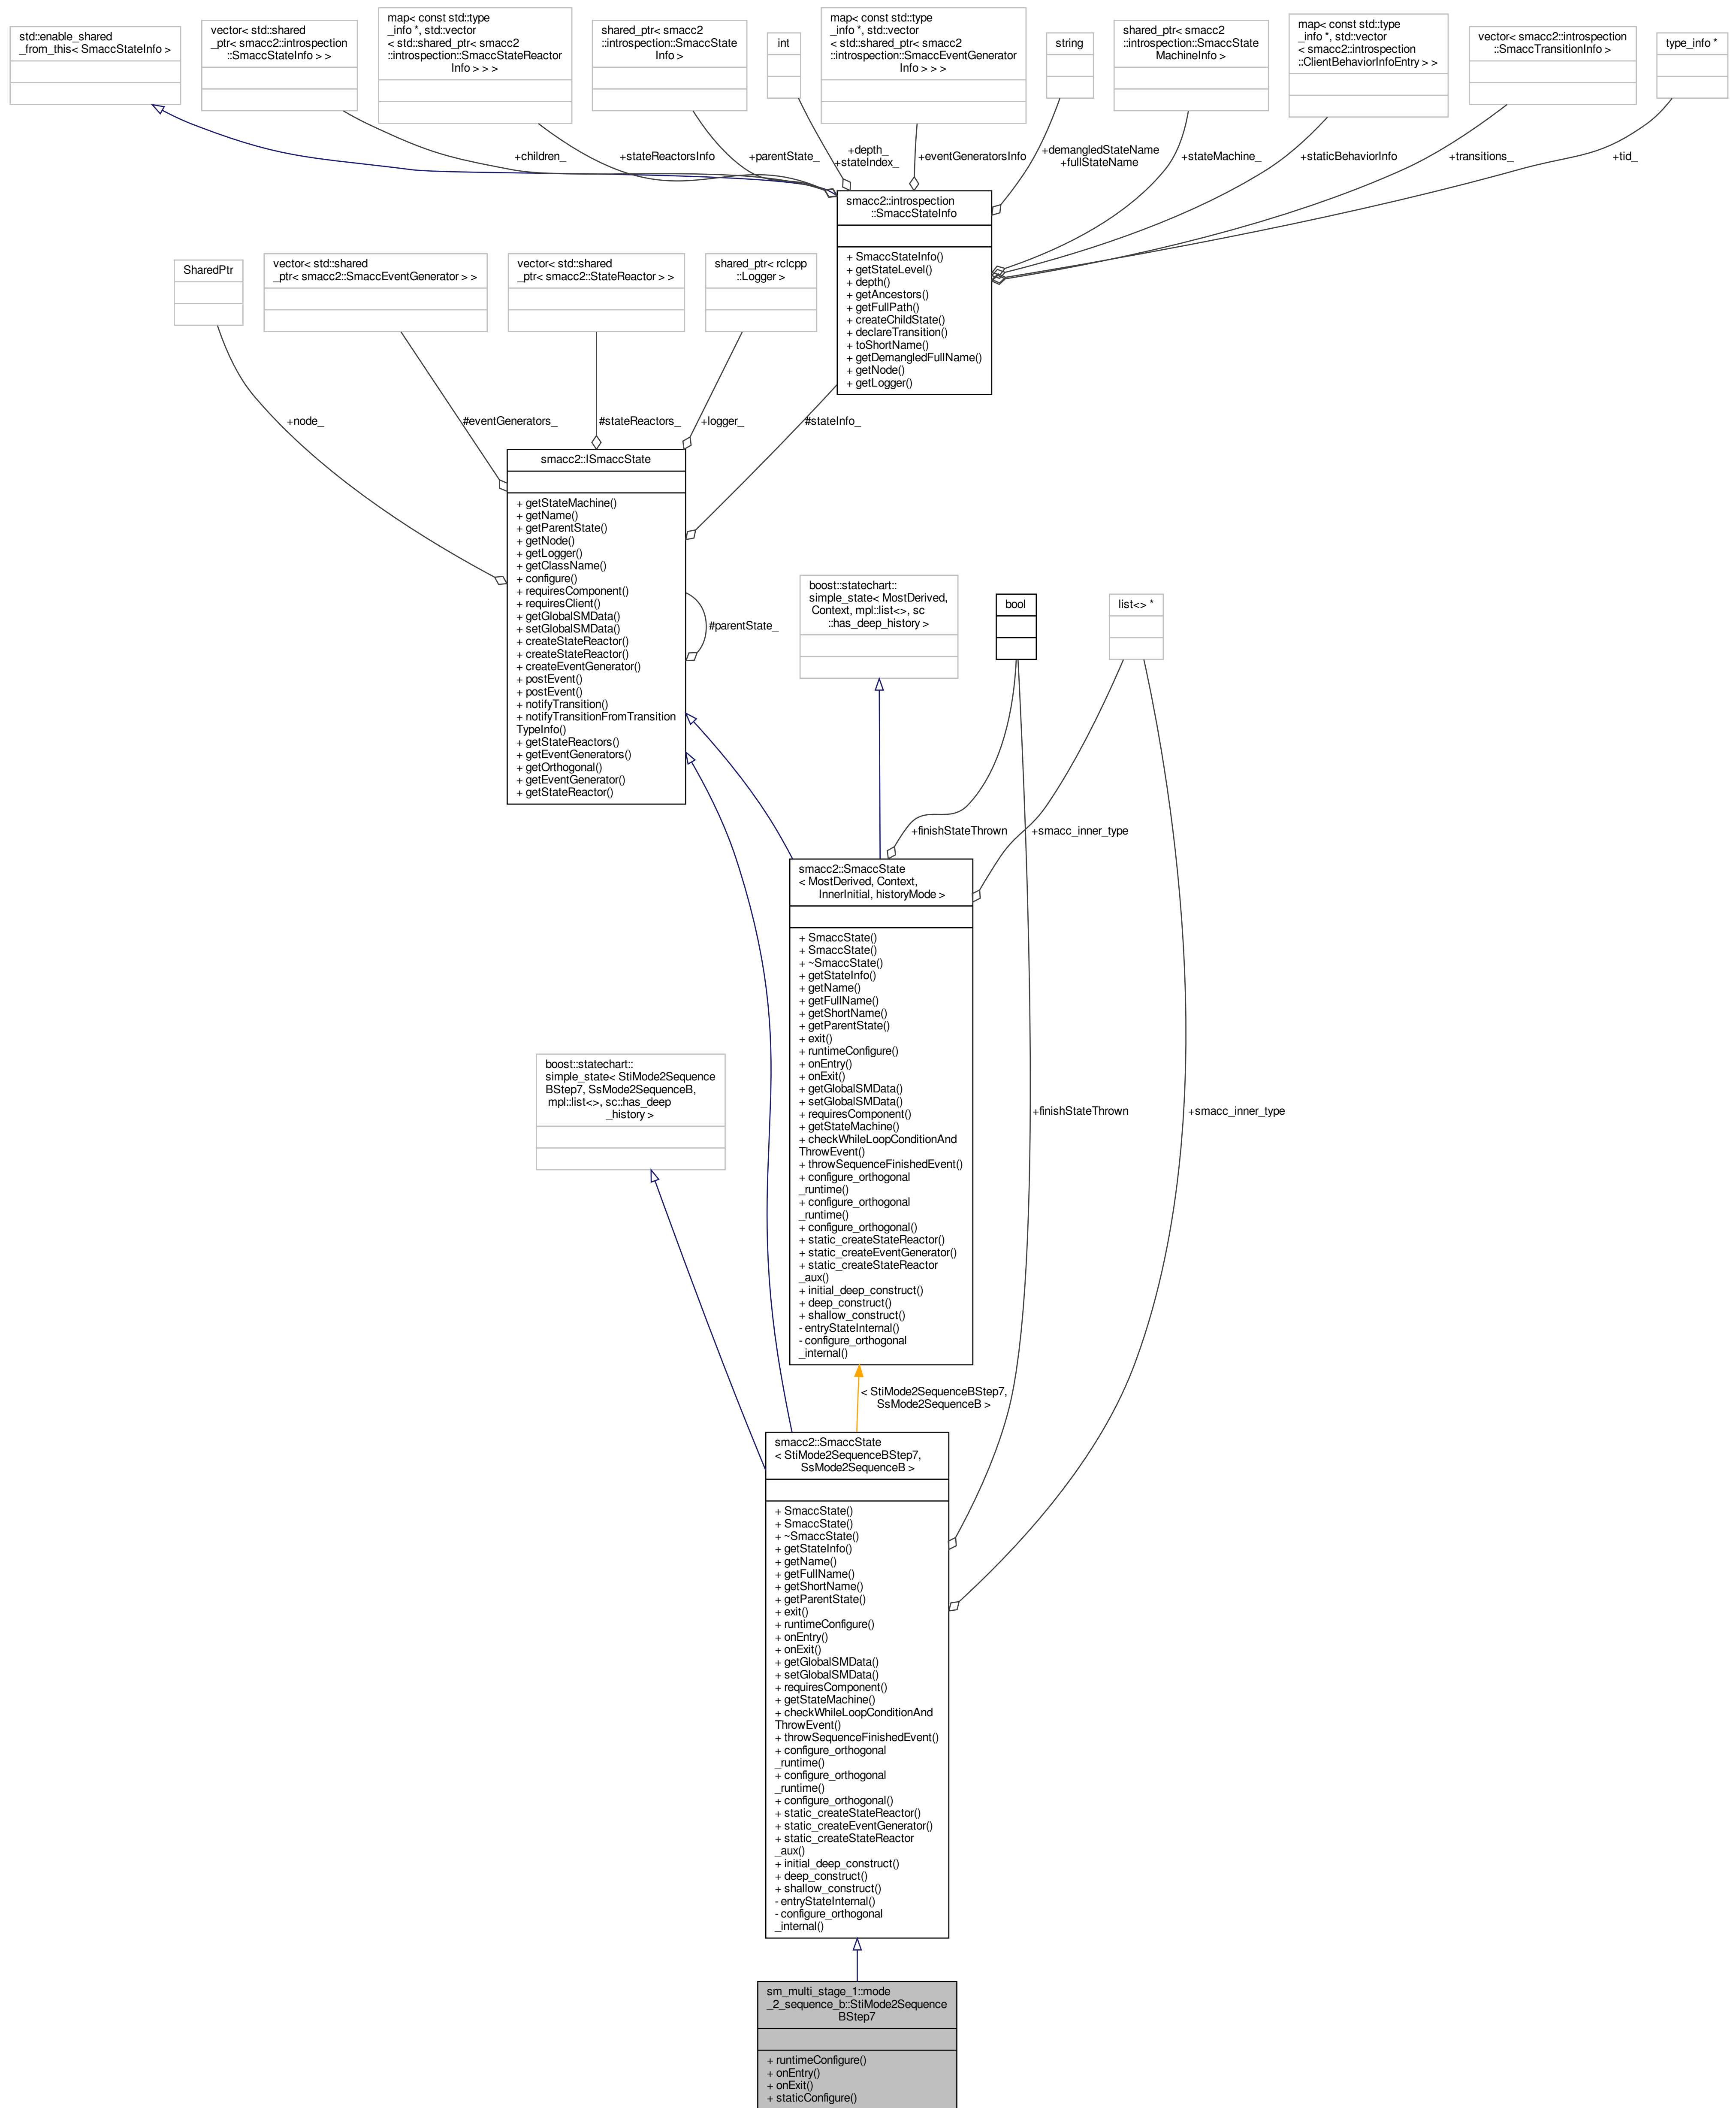 std::enable_shared
_from_this< SmaccStateInfo >
vector< std::shared
_ptr< smacc2::introspection
::SmaccStateInfo > >
map< const std::type
_info *, std::vector
< std::shared_ptr< smacc2
::introspection::SmaccStateReactor
Info > > >
shared_ptr< smacc2
::introspection::SmaccState
Info >
int
map< const std::type
_info *, std::vector
< std::shared_ptr< smacc2
::introspection::SmaccEventGenerator
Info > > >
string
shared_ptr< smacc2
::introspection::SmaccState
MachineInfo >
map< const std::type
_info *, std::vector
< smacc2::introspection
::ClientBehaviorInfoEntry > >
vector< smacc2::introspection
::SmaccTransitionInfo >
type_info *
+children_
+stateReactorsInfo
+parentState_
+depth_
+stateIndex_
+eventGeneratorsInfo
+demangledStateName
+fullStateName
+stateMachine_
+staticBehaviorInfo
+transitions_
+tid_
smacc2::introspection
::SmaccStateInfo
+ SmaccStateInfo()
+ getStateLevel()
+ depth()
+ getAncestors()
+ getFullPath()
+ createChildState()
+ declareTransition()
+ toShortName()
+ getDemangledFullName()
+ getNode()
+ getLogger()
SharedPtr
vector< std::shared
_ptr< smacc2::SmaccEventGenerator > >
vector< std::shared
_ptr< smacc2::StateReactor > >
shared_ptr< rclcpp
::Logger >
+node_
#eventGenerators_
#stateReactors_
+logger_
#stateInfo_
smacc2::ISmaccState
+ getStateMachine()
+ getName()
+ getParentState()
+ getNode()
+ getLogger()
+ getClassName()
+ configure()
+ requiresComponent()
+ requiresClient()
+ getGlobalSMData()
+ setGlobalSMData()
+ createStateReactor()
+ createStateReactor()
+ createEventGenerator()
+ postEvent()
+ postEvent()
+ notifyTransition()
+ notifyTransitionFromTransition
TypeInfo()
+ getStateReactors()
+ getEventGenerators()
+ getOrthogonal()
+ getEventGenerator()
+ getStateReactor()
#parentState_
boost::statechart::
simple_state< MostDerived,
Context, mpl::list<>, sc
::has_deep_history >
bool
list<> *
+finishStateThrown
+smacc_inner_type
smacc2::SmaccState
< MostDerived, Context,
InnerInitial, historyMode >
+ SmaccState()
+ SmaccState()
+ ~SmaccState()
+ getStateInfo()
+ getName()
+ getFullName()
+ getShortName()
+ getParentState()
+ exit()
+ runtimeConfigure()
+ onEntry()
+ onExit()
+ getGlobalSMData()
+ setGlobalSMData()
+ requiresComponent()
+ getStateMachine()
+ checkWhileLoopConditionAnd
ThrowEvent()
+ throwSequenceFinishedEvent()
+ configure_orthogonal
_runtime()
+ configure_orthogonal
_runtime()
+ configure_orthogonal()
+ static_createStateReactor()
+ static_createEventGenerator()
+ static_createStateReactor
_aux()
+ initial_deep_construct()
+ deep_construct()
+ shallow_construct()
- entryStateInternal()
- configure_orthogonal
_internal()
boost::statechart::
simple_state< StiMode2Sequence
BStep7, SsMode2SequenceB,
mpl::list<>, sc::has_deep
_history >
+finishStateThrown
+smacc_inner_type
< StiMode2SequenceBStep7,
SsMode2SequenceB >
smacc2::SmaccState
< StiMode2SequenceBStep7,
SsMode2SequenceB >
+ SmaccState()
+ SmaccState()
+ ~SmaccState()
+ getStateInfo()
+ getName()
+ getFullName()
+ getShortName()
+ getParentState()
+ exit()
+ runtimeConfigure()
+ onEntry()
+ onExit()
+ getGlobalSMData()
+ setGlobalSMData()
+ requiresComponent()
+ getStateMachine()
+ checkWhileLoopConditionAnd
ThrowEvent()
+ throwSequenceFinishedEvent()
+ configure_orthogonal
_runtime()
+ configure_orthogonal
_runtime()
+ configure_orthogonal()
+ static_createStateReactor()
+ static_createEventGenerator()
+ static_createStateReactor
_aux()
+ initial_deep_construct()
+ deep_construct()
+ shallow_construct()
- entryStateInternal()
- configure_orthogonal
_internal()
sm_multi_stage_1::mode
_2_sequence_b::StiMode2Sequence
BStep7
+ runtimeConfigure()
+ onEntry()
+ onExit()
+ staticConfigure()